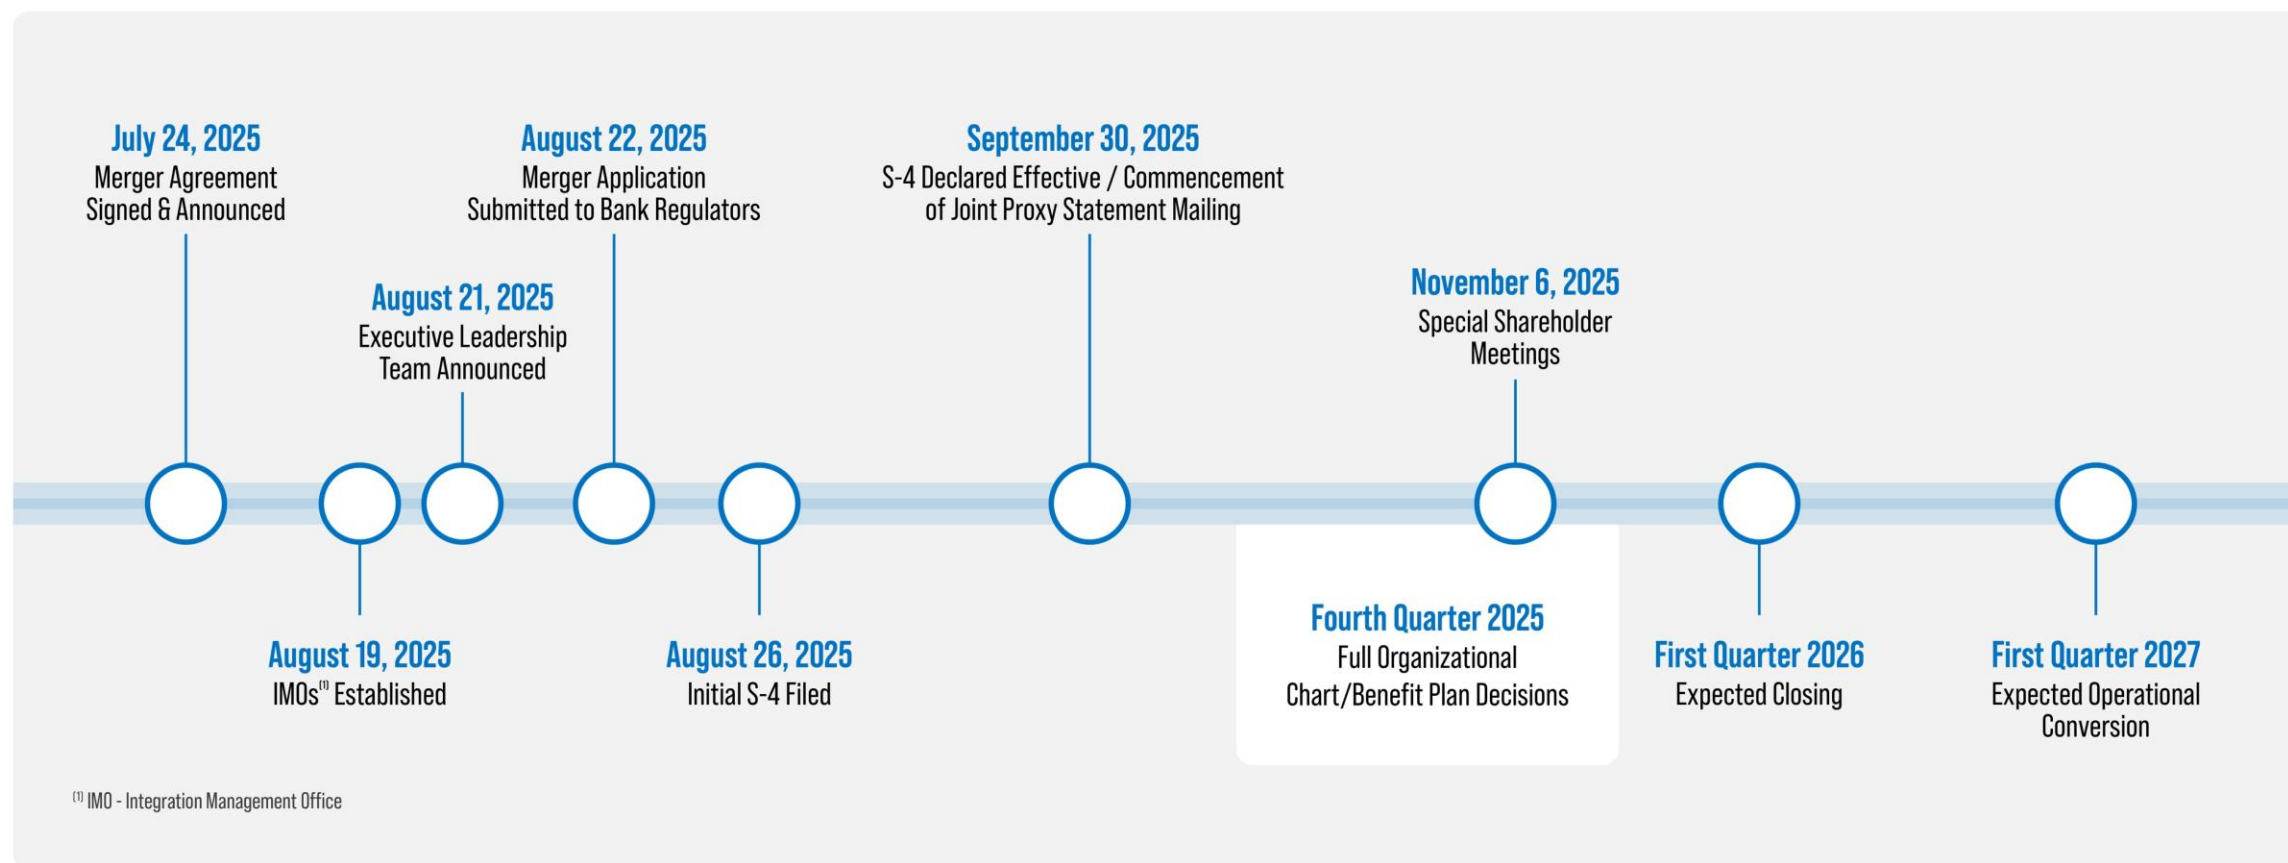 July 24, 2025
Merger Agreement
Signed & Announced
August 19, 2025
IMOs⁽¹⁾ Established
August 21, 2025
Executive Leadership
Team Announced
August 22, 2025
Merger Application
Submitted to Bank Regulators
August 26, 2025
Initial S-4 Filed
September 30, 2025
S-4 Declared Effective / Commencement
of Joint Proxy Statement Mailing
November 6, 2025
Special Shareholder
Meetings
Fourth Quarter 2025
Full Organizational
Chart/Benefit Plan Decisions
First Quarter 2026
Expected Closing
First Quarter 2027
Expected Operational
Conversion
⁽¹⁾ IMO - Integration Management Office